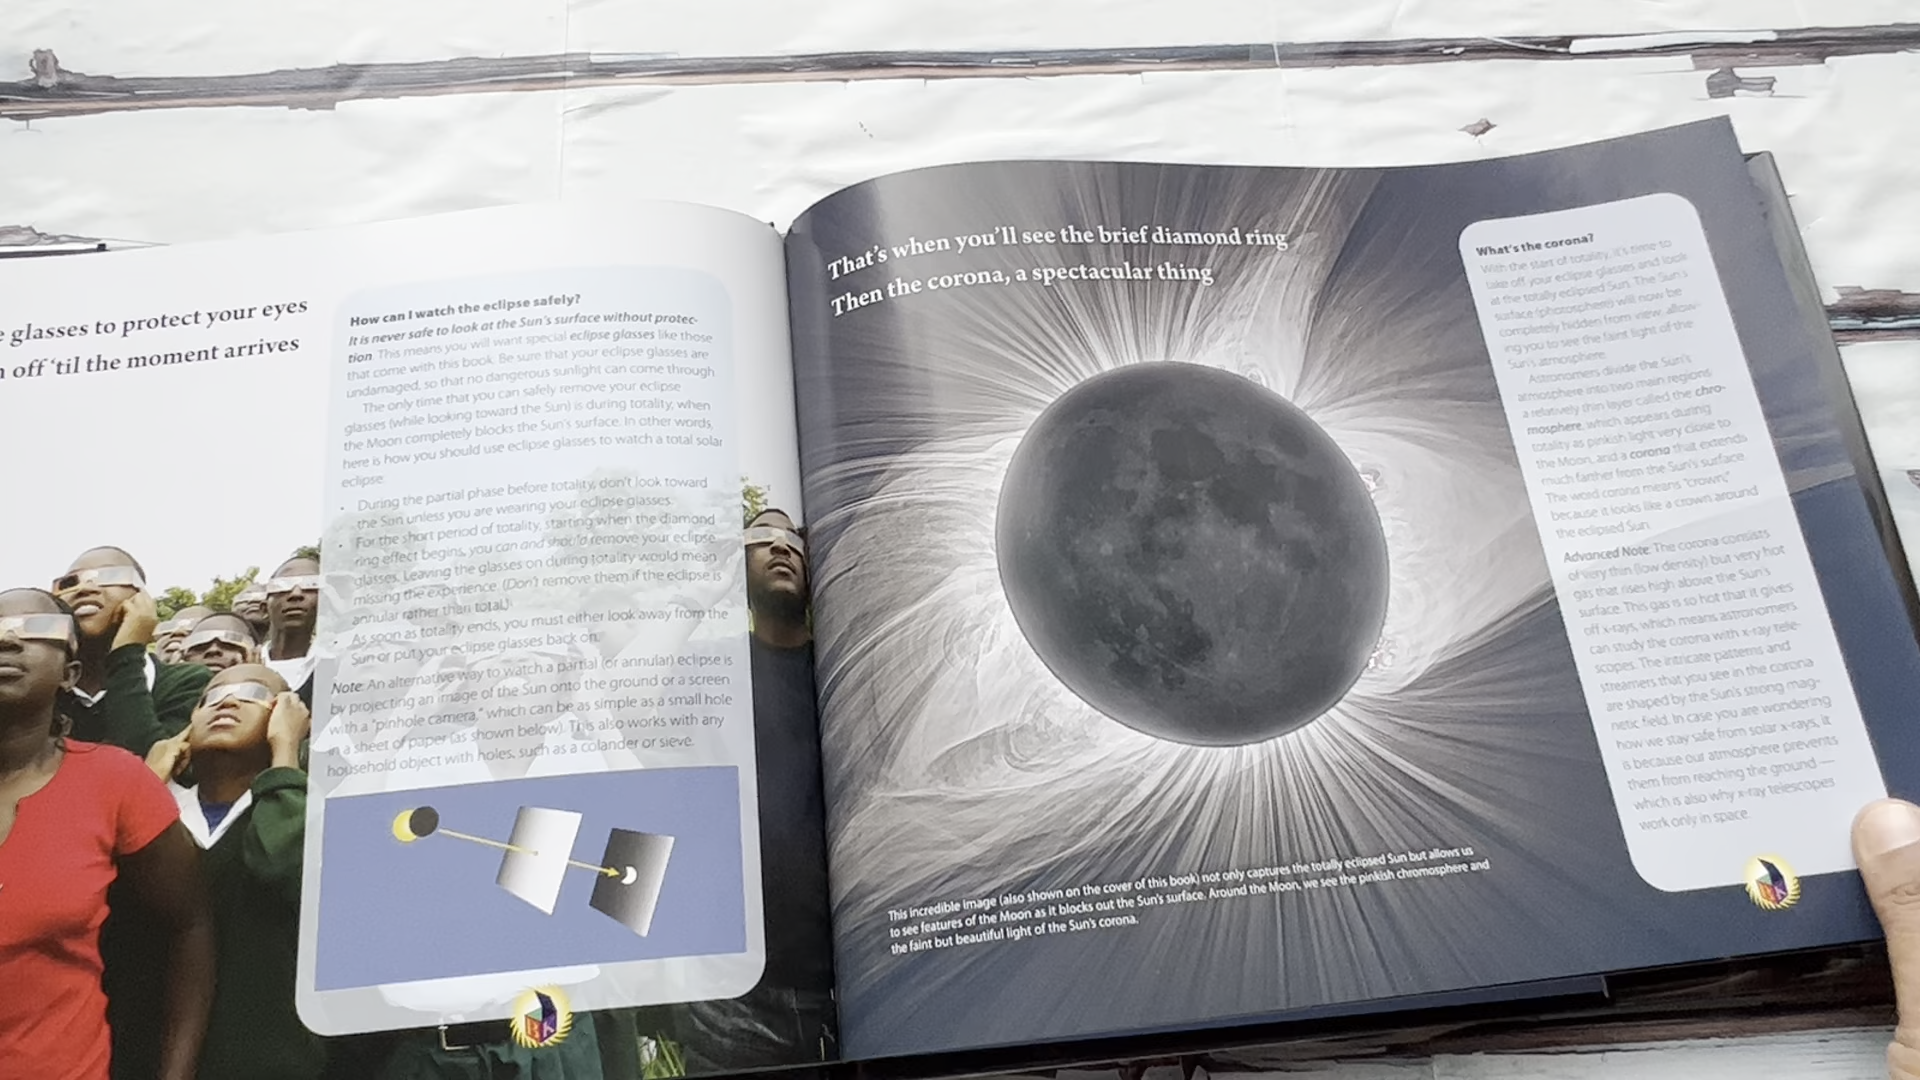 e glasses to protect your eyes
off ‘til the moment arrives
How can I watch the eclipse safely?
It is never safe to look at the Sun's surface without protec-
tion. This means you will want special eclipse glasses like those
that come with this book. Be sure that your eclipse glasses are
undamaged, so that no dangerous sunlight can come through.
The only time that you can safely remove your eclipse
glasses (while looking toward the Sun) is during totality, when
the Moon completely blocks the Sun's surface. In other words,
here is how you should use eclipse glasses to watch a total solar
eclipse:
• During the partial phase before totality, don't look toward
the Sun unless you are wearing your eclipse glasses.
• For the short period of totality, starting when the diamond
ring effect begins, you can and should remove your eclipse
glasses. Leaving the glasses on during totality would mean
missing the experience. (Don't remove them if the eclipse is
annular rather than total.)
• As soon as totality ends, you must either look away from the
Sun or put your eclipse glasses back on.
Note: An alternative way to watch a partial (or annular) eclipse is
by projecting an image of the Sun onto the ground or a screen
with a "pinhole camera," which can be as simple as a small hole
in a sheet of paper (as shown below). This also works with any
household object with holes, such as a colander or sieve.
BK
That's when you'll see the brief diamond ring
Then the corona, a spectacular thing
What's the corona?
With the start of totality, it's time to
take off your eclipse glasses and look
at the totally eclipsed Sun. The Sun's
surface (photosphere) will now be
completely hidden from view, allow-
ing you to see the faint light of the
Sun's atmosphere.
Astronomers divide the Sun's
atmosphere into two main regions:
a relatively thin layer called the chro-
mosphere, which appears during
totality as pinkish light very close to
the Moon, and a corona that extends
much farther from the Sun's surface.
The word corona means "crown,"
because it looks like a crown around
the eclipsed Sun.
Advanced Note: The corona consists
of very thin (low density) but very hot
gas that rises high above the Sun's
surface. This gas is so hot that it gives
off x-rays, which means astronomers
can study the corona with x-ray tele-
scopes. The intricate patterns and
streamers that you see in the corona
are shaped by the Sun's strong mag-
netic field. In case you are wondering
how we stay safe from solar x-rays, it
is because our atmosphere prevents
them from reaching the ground —
which is also why x-ray telescopes
work only in space.
This incredible image (also shown on the cover of this book) not only captures the totally eclipsed Sun but allows us
to see features of the Moon as it blocks out the Sun's surface. Around the Moon, we see the pinkish chromosphere and
the faint but beautiful light of the Sun's corona.
BK